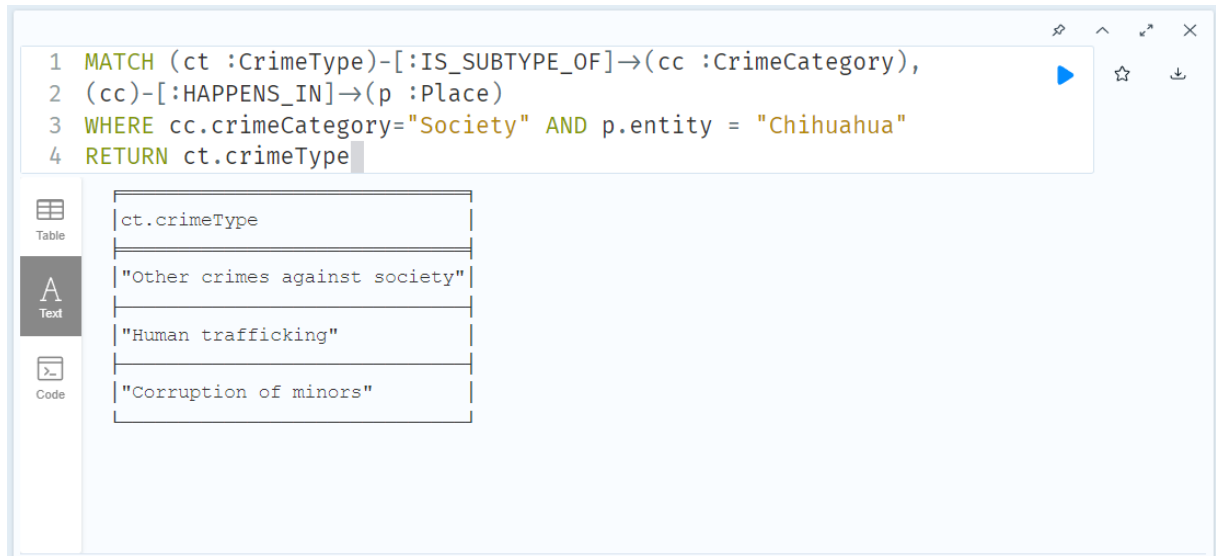 1 MATCH (ct :CrimeType)-[:IS_SUBTYPE_OF]→(cc :CrimeCategory),
2 (cc)-[:HAPPENS_IN]→(p :Place)
3 WHERE cc.crimeCategory="Society" AND p.entity = "Chihuahua"
4 RETURN ct.crimeType
Table
A
Text
Code
ct.crimeType
"Other crimes against society"
"Human trafficking"
"Corruption of minors"